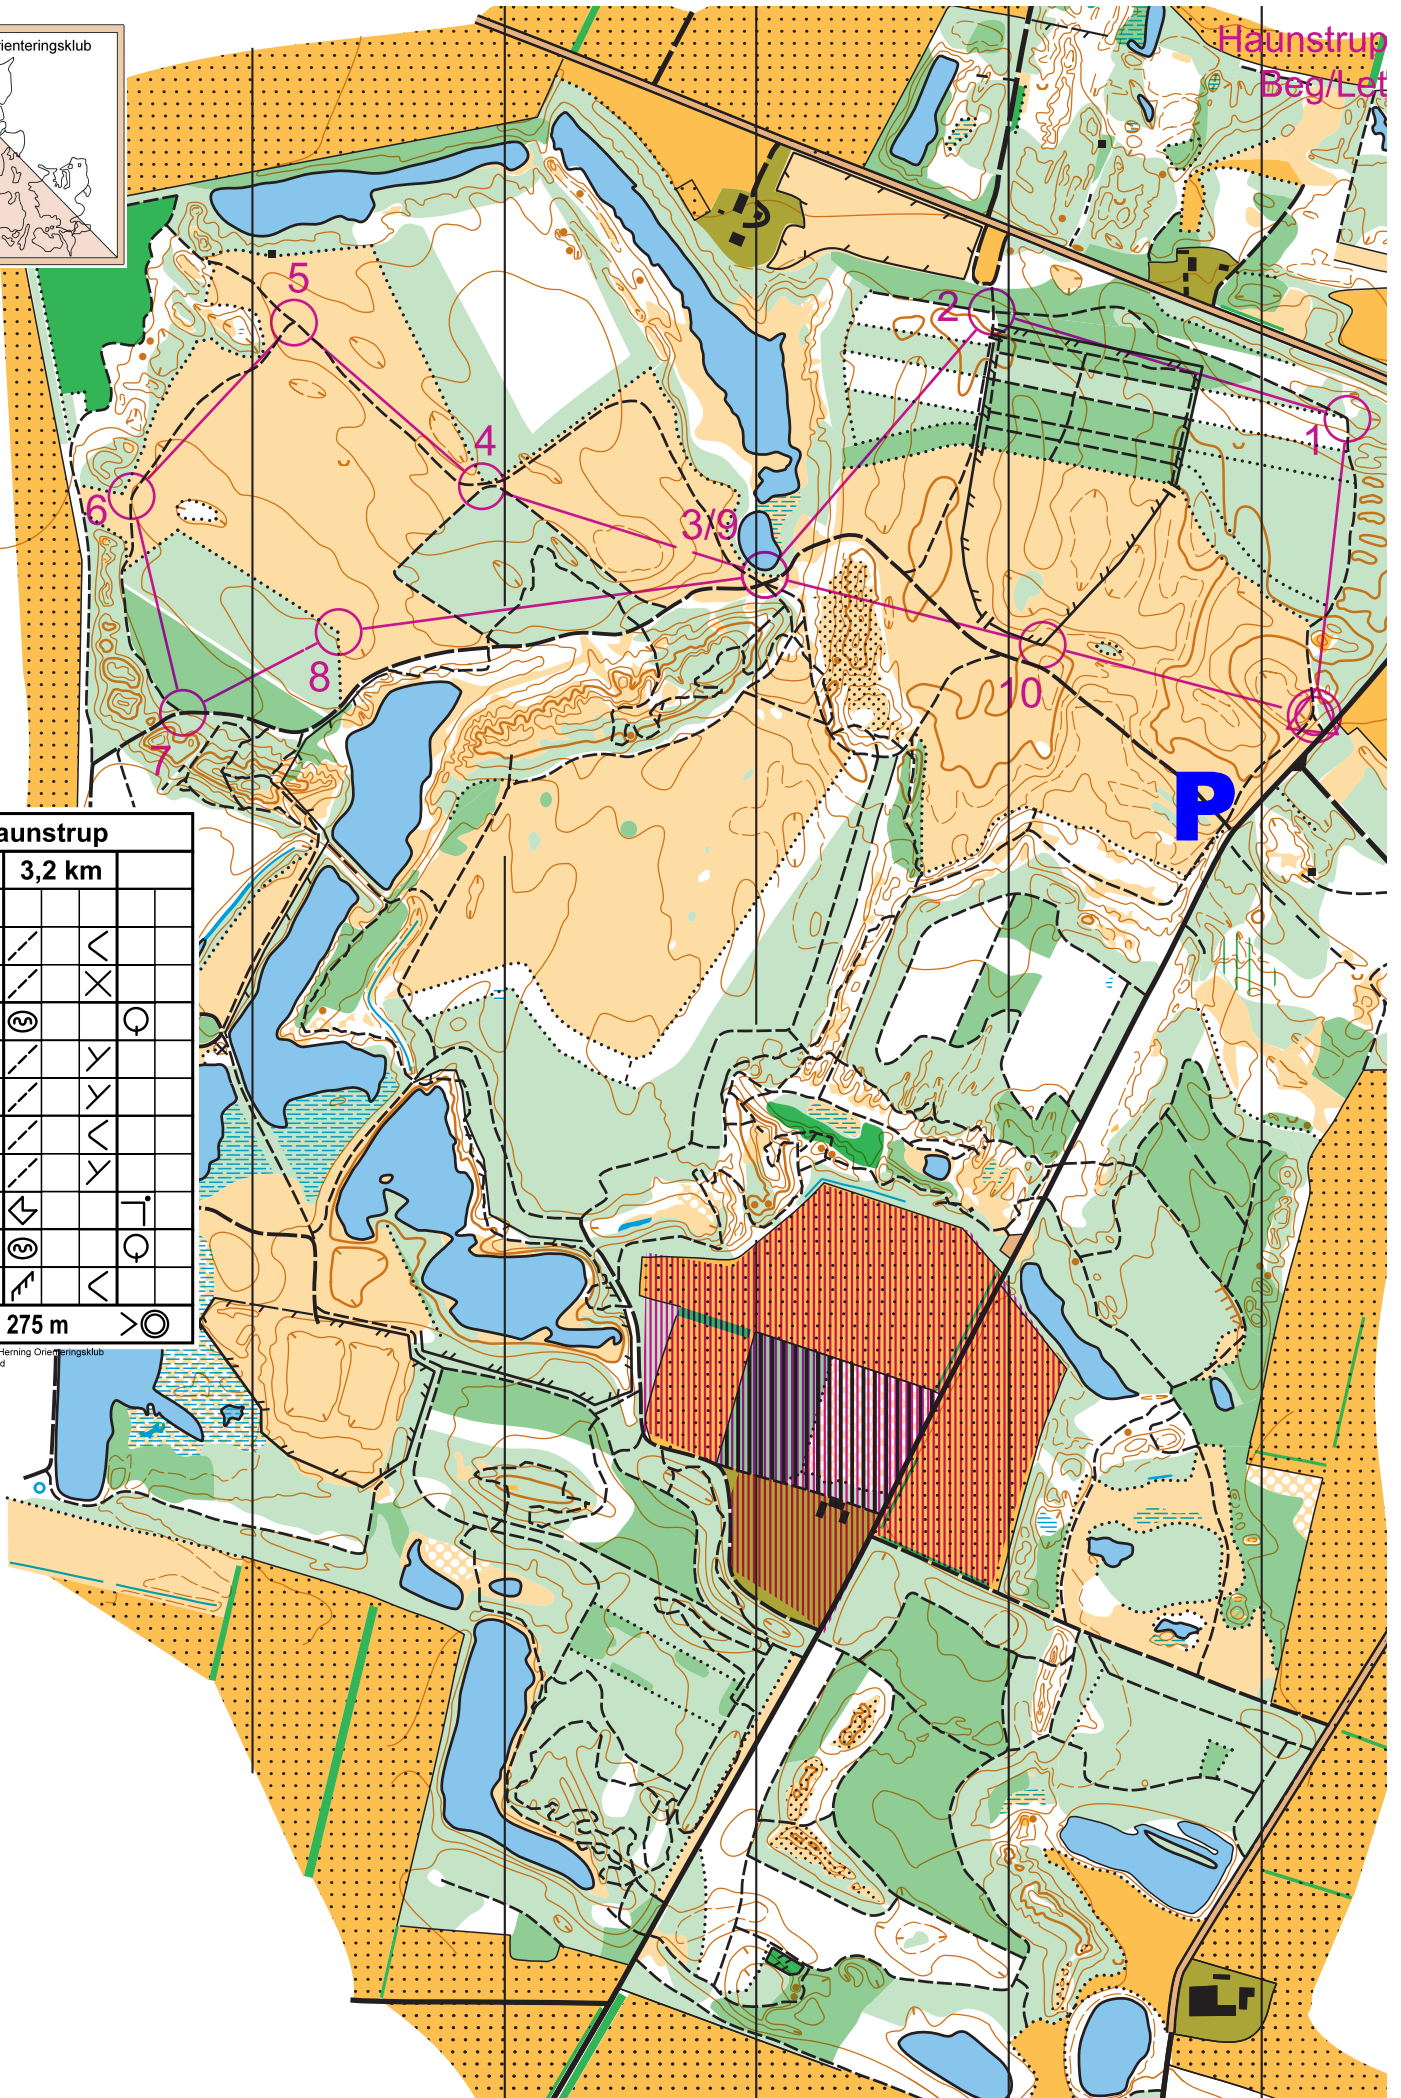 ienteringsklub
Haunstrup
Beg/Let
5
2
1
4
3/9
6
8
10
7
P
aunstrup
3,2 km
275 m
Herning Orienteringsklub
d